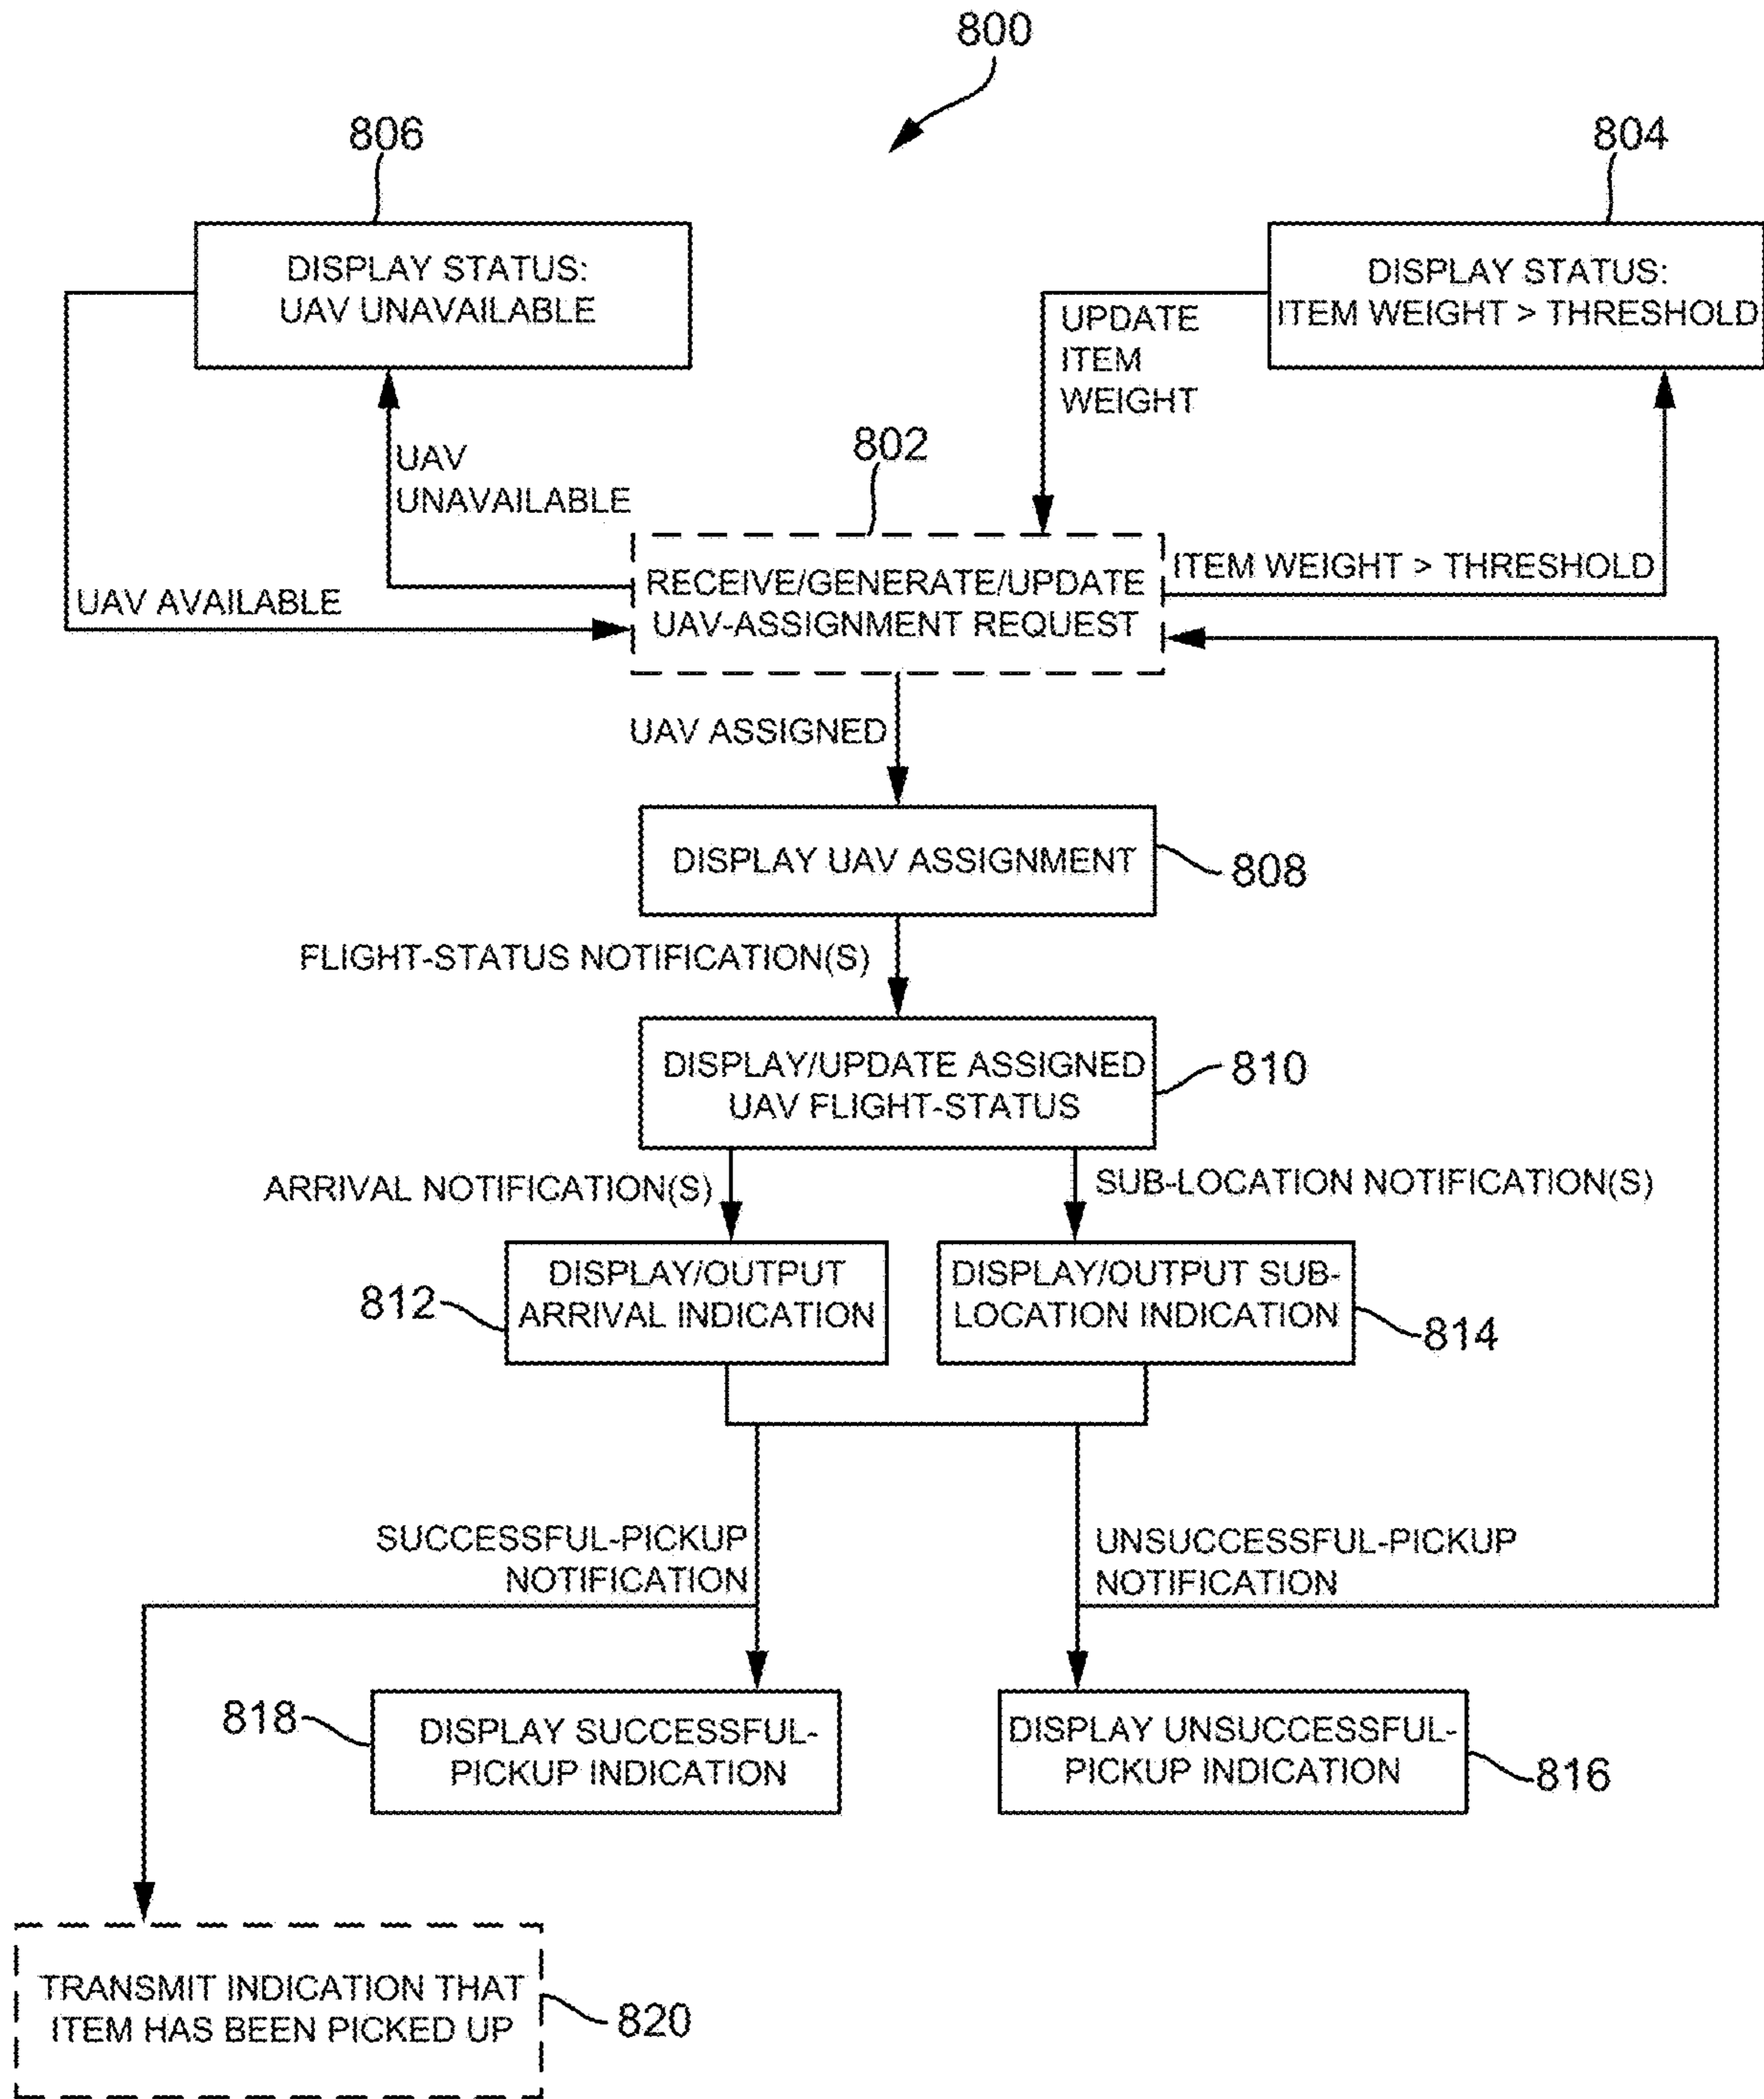 800
806
804
DISPLAY STATUS:
UAV UNAVAILABLE
DISPLAY STATUS:
ITEM WEIGHT > THRESHOLD
UPDATE
ITEM
WEIGHT
UAV
UNAVAILABLE
802
UAV AVAILABLE
RECEIVE/GENERATE/UPDATE
UAV-ASSIGNMENT REQUEST
ITEM WEIGHT > THRESHOLD
UAV ASSIGNED
DISPLAY UAV ASSIGNMENT
808
FLIGHT-STATUS NOTIFICATION(S)
DISPLAY/UPDATE ASSIGNED
UAV FLIGHT-STATUS
810
ARRIVAL NOTIFICATION(S)
SUB-LOCATION NOTIFICATION(S)
812
DISPLAY/OUTPUT
ARRIVAL INDICATION
DISPLAY/OUTPUT SUB-
LOCATION INDICATION
814
SUCCESSFUL-PICKUP
NOTIFICATION
UNSUCCESSFUL-PICKUP
NOTIFICATION
818
DISPLAY SUCCESSFUL-
PICKUP INDICATION
DISPLAY UNSUCCESSFUL-
PICKUP INDICATION
816
TRANSMIT INDICATION THAT
ITEM HAS BEEN PICKED UP
820